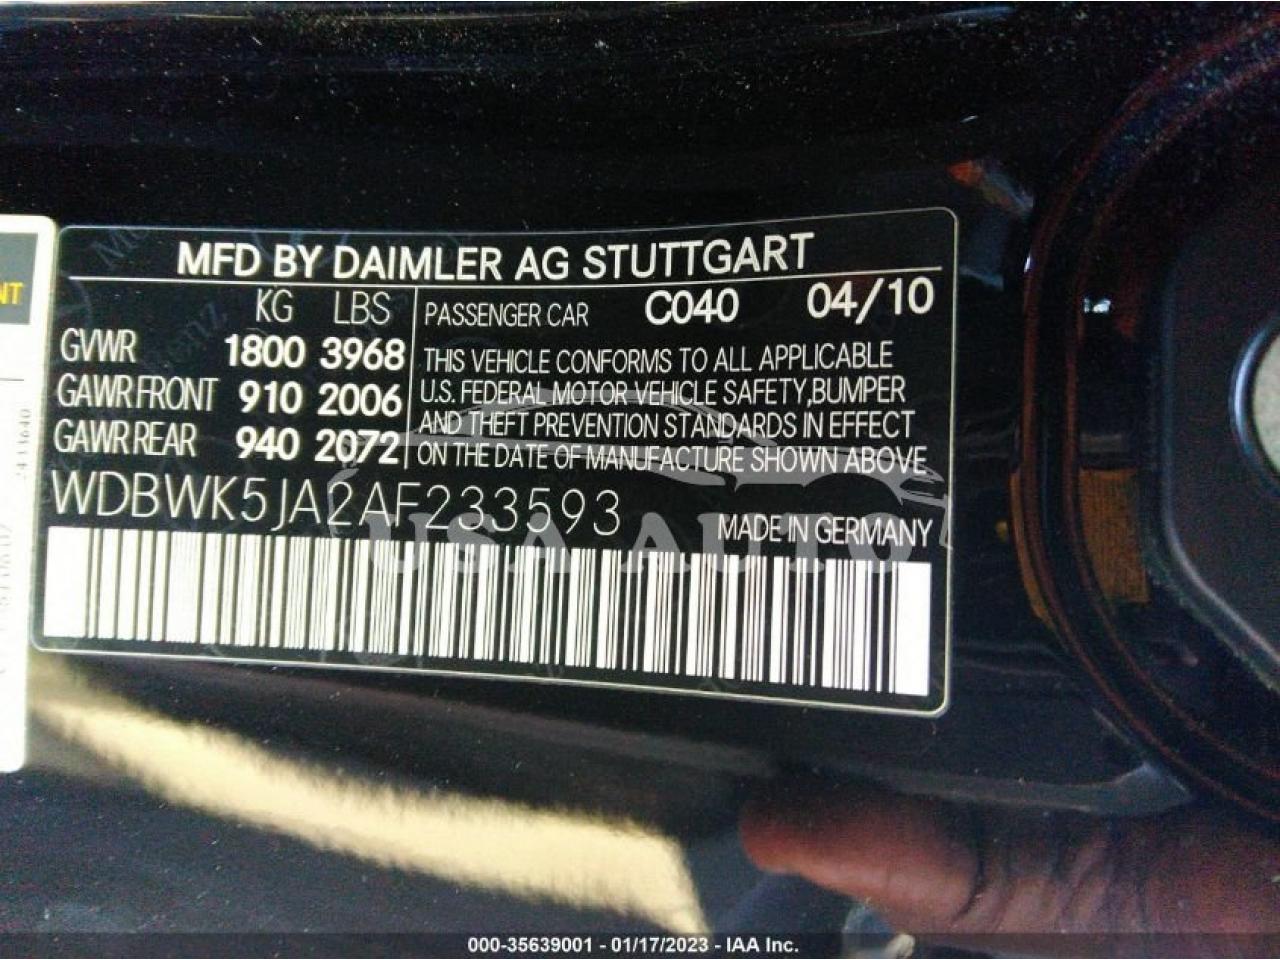 MFD BY DAIMLER AG STUTTGART
KG LBS
GVWR 1800 3968
GAWR FRONT 910 2006
GAWR REAR 940 2072
PASSENGER CAR C040 04/10
THIS VEHICLE CONFORMS TO ALL APPLICABLE
U.S. FEDERAL MOTOR VEHICLE SAFETY,BUMPER
AND THEFT PREVENTION STANDARDS IN EFFECT
ON THE DATE OF MANUFACTURE SHOWN ABOVE
WDBWK5JA2AF233593
MADE IN GERMANY
USA AUTO
NT
000-35639001 - 01/17/2023 - IAA Inc.